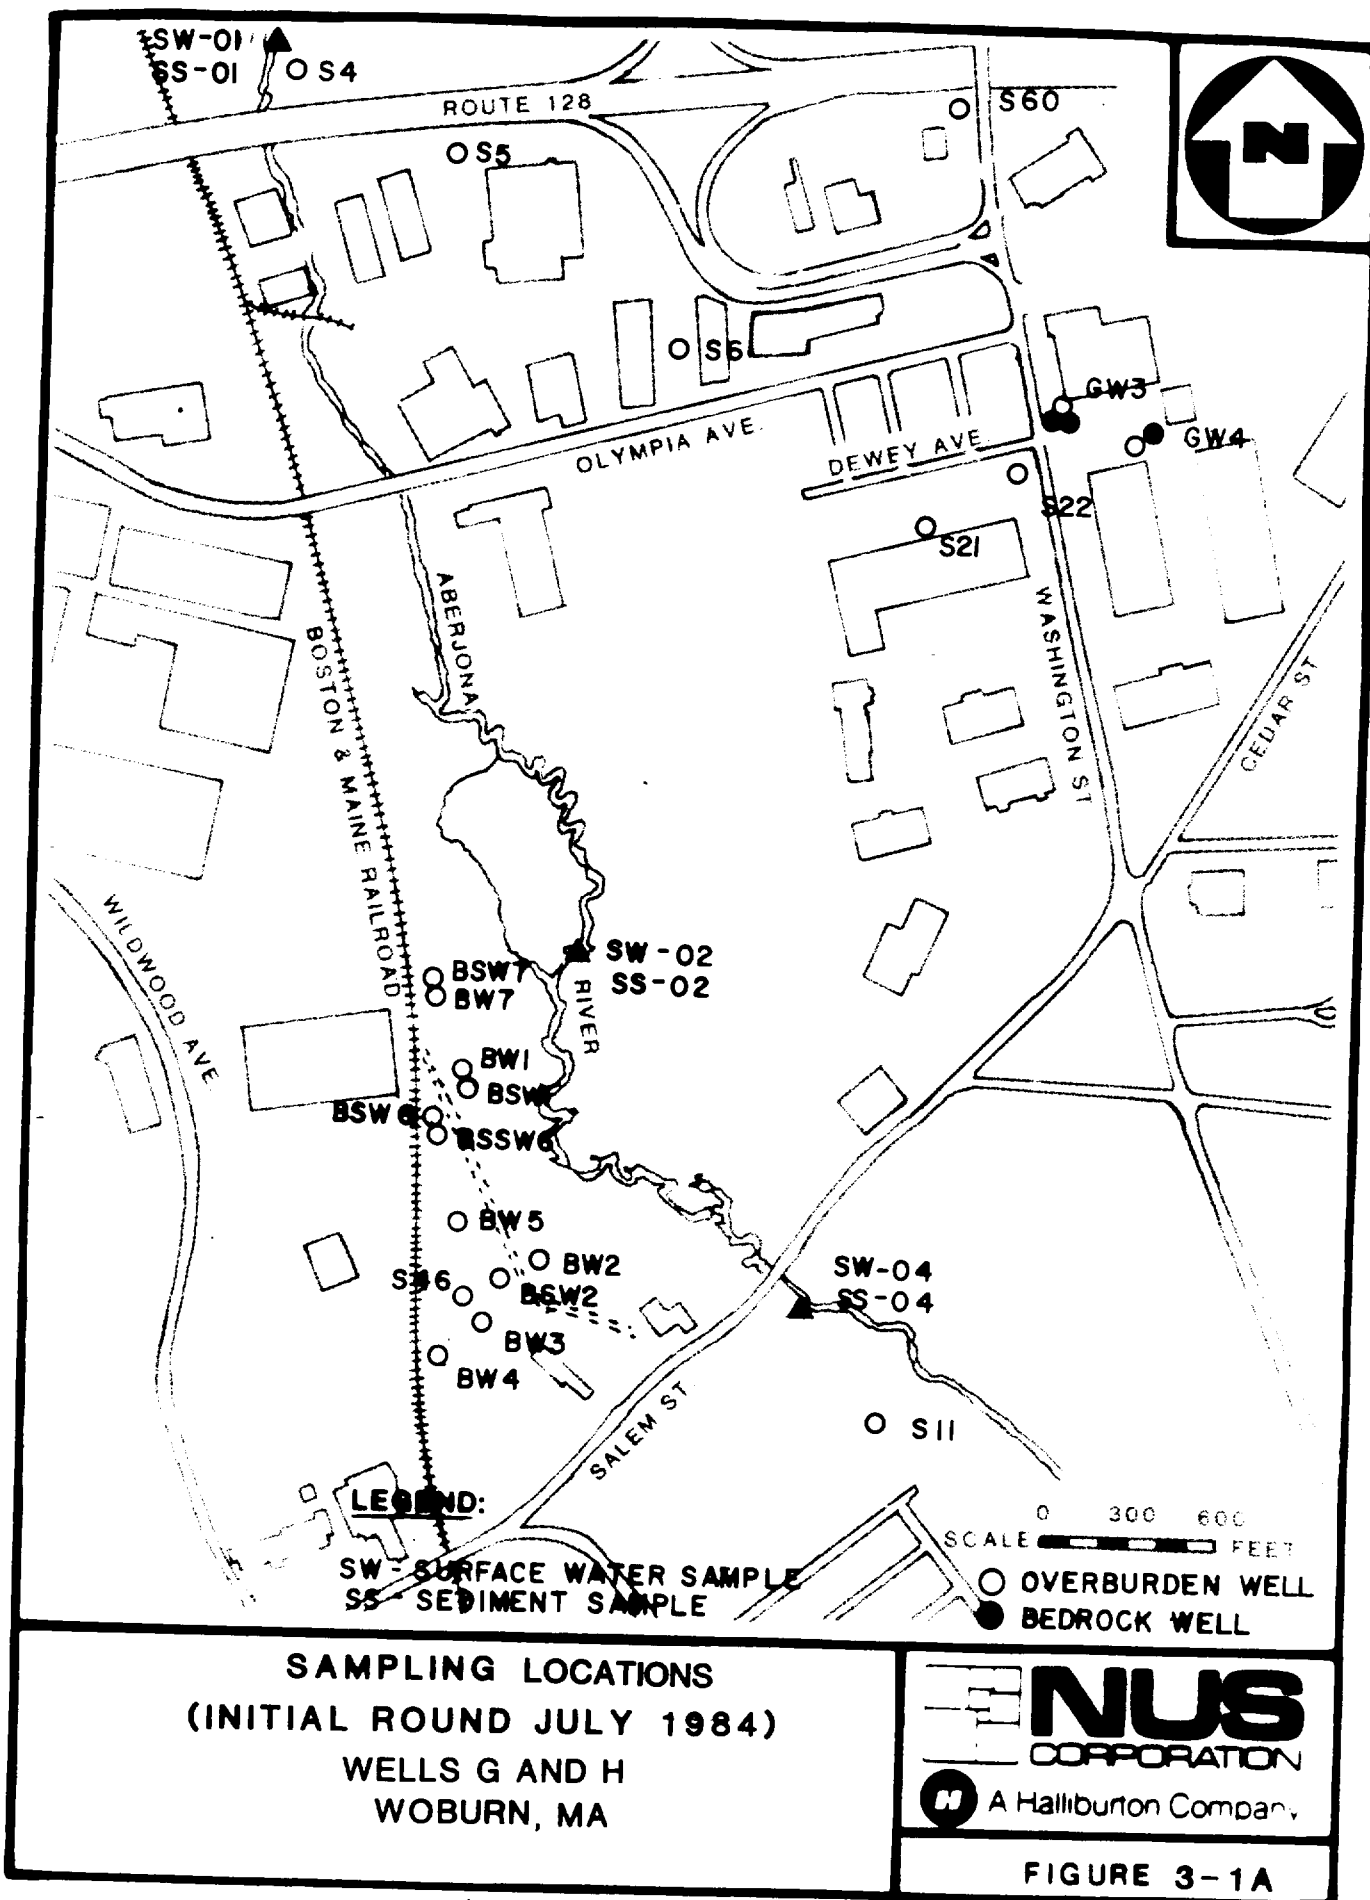 SW-01
SS-01
S4
ROUTE 128
S60
N
S5
S6
GW3
OLYMPIA AVE.
DEWEY AVE.
GW4
S22
S21
ABERJONA
WASHINGTON ST
BOSTON & MAINE RAILROAD
CEDAR ST
WILDWOOD AVE
SW-02
SS-02
BSW7
BW7
RIVER
BW1
BSW6
BW5
BW2
S46
BSW2
SW-04
SS-04
BW3
BW4
SALEM ST.
S11
LEGEND:
0 300 600
SCALE FEET
SW - SURFACE WATER SAMPLE
SS - SEDIMENT SAMPLE
OVERBURDEN WELL
BEDROCK WELL
SAMPLING LOCATIONS
(INITIAL ROUND JULY 1984)
WELLS G AND H
WOBURN, MA
NUS
CORPORATION
H A Halliburton Company
FIGURE 3-1A